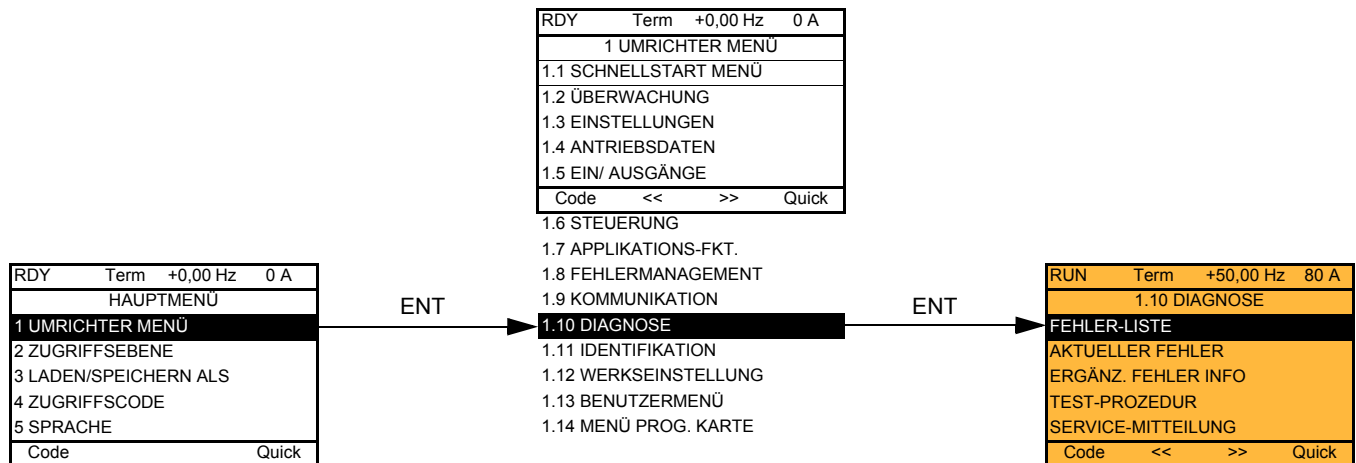 RDY Term +0,00 Hz 0 A
1 UMRICHTER MENÜ
1.1 SCHNELLSTART MENÜ
1.2 ÜBERWACHUNG
1.3 EINSTELLUNGEN
1.4 ANTRIEBSDATEN
1.5 EIN/ AUSGÄNGE
Code << >> Quick
1.6 STEUERUNG
1.7 APPLIKATIONS-FKT.
1.8 FEHLERMANAGEMENT
1.9 KOMMUNIKATION
1.10 DIAGNOSE
1.11 IDENTIFIKATION
1.12 WERKSEINSTELLUNG
1.13 BENUTZERMENÜ
1.14 MENÜ PROG. KARTE
RDY Term +0,00 Hz 0 A
HAUPTMENÜ
1 UMRICHTER MENÜ
2 ZUGRIFFSEBENE
3 LADEN/SPEICHERN ALS
4 ZUGRIFFSCODE
5 SPRACHE
Code Quick
ENT
ENT
RUN Term +50,00 Hz 80 A
1.10 DIAGNOSE
FEHLER-LISTE
AKTUELLER FEHLER
ERGÄNZ. FEHLER INFO
TEST-PROZEDUR
SERVICE-MITTEILUNG
Code << >> Quick